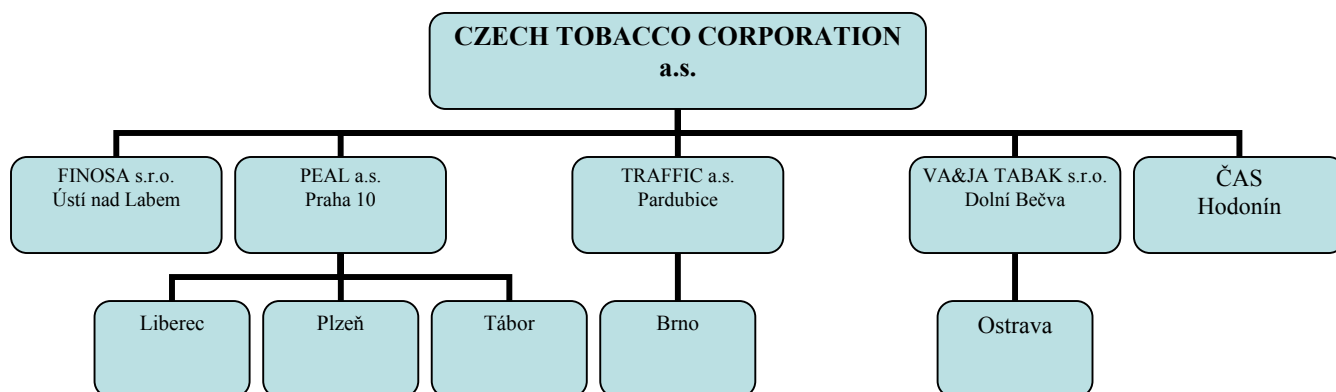 CZECH TOBACCO CORPORATION
a.s.
FINOSA s.r.o.
Ústí nad Labem
PEAL a.s.
Praha 10
TRAFFIC a.s.
Pardubice
VA&JA TABAK s.r.o.
Dolní Bečva
ČAS
Hodonín
Liberec
Plzeň
Tábor
Brno
Ostrava